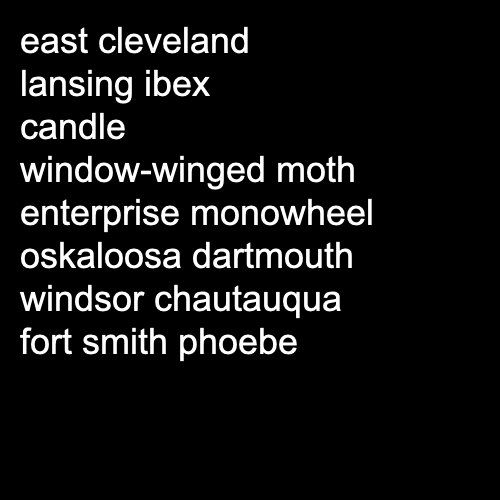 east cleveland
lansing ibex
candle
window-winged moth
enterprise monowheel
oskaloosa dartmouth
windsor chautauqua
fort smith phoebe